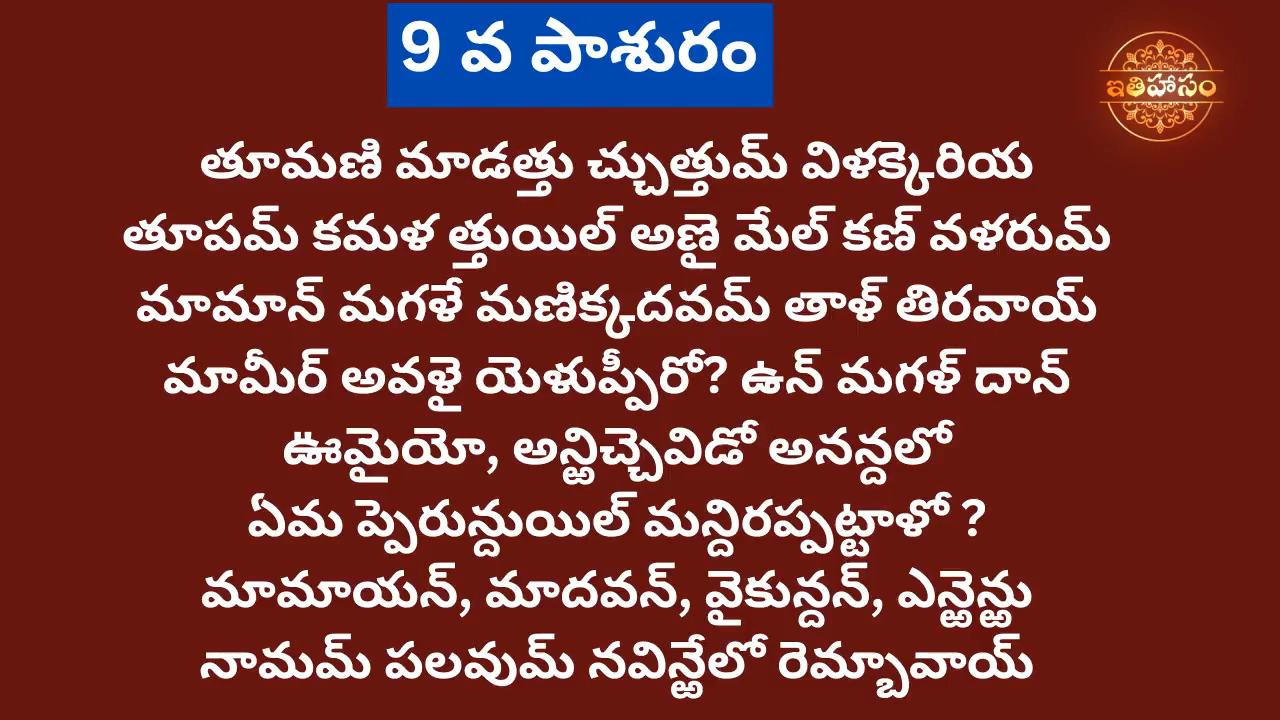 9 వ పాశురం
ఇతిహాసం
తూమణి మాడత్తు చ్చుత్తుమ్ విళక్కెరియ
తూపమ్ కమళ త్తుయిల్ అణై మేల్ కణ్ వళరుమ్
మామాన్ మగళే మణిక్కదవమ్ తాళ్ తిరవాయ్
మామీర్ అవళై యెళుప్పీరో? ఉన్ మగళ్ దాన్
ఊమైయో, అన్ఱిచ్చెవిడో అనన్దలో
ఏమ ప్పెరున్దుయిల్ మన్దిరప్పట్టాళో ?
మామాయన్, మాదవన్, వైకున్దన్, ఎన్ఱెన్ఱు
నామమ్ పలవుమ్ నవిన్ఱేలో రెమ్బావాయ్